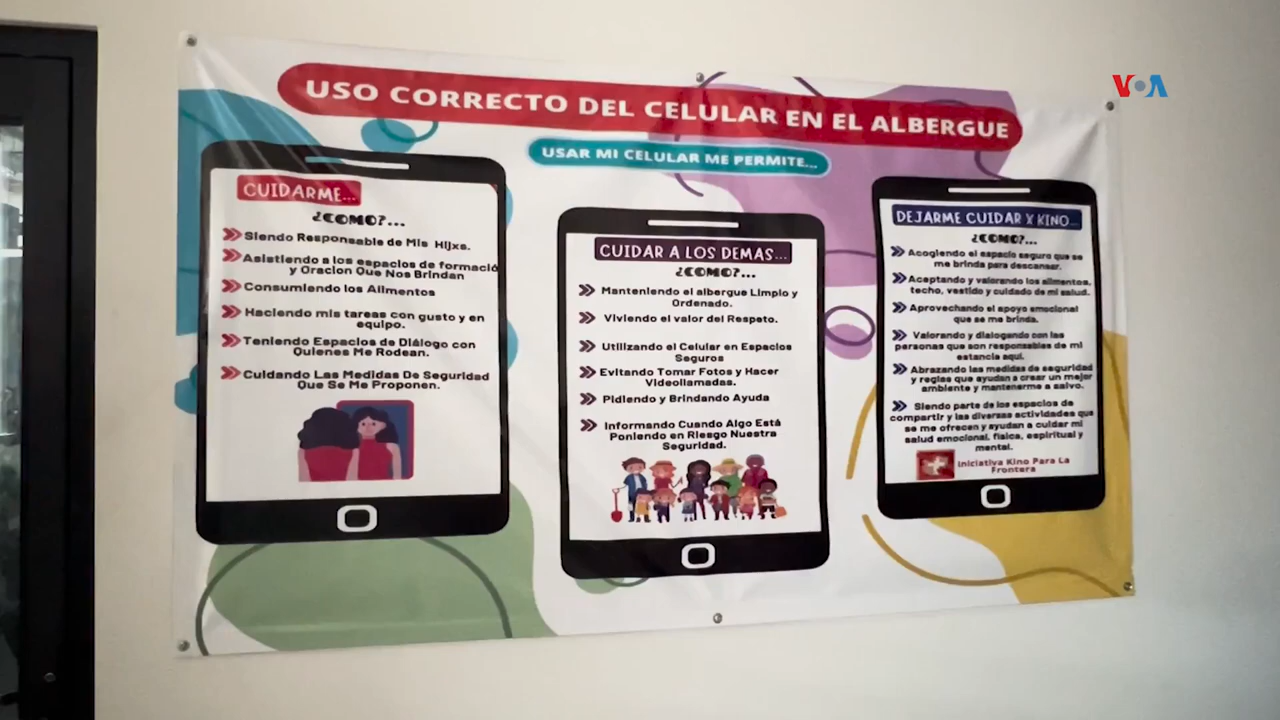 VOA
USO CORRECTO DEL CELULAR EN EL ALBERGUE
USAR MI CELULAR ME PERMITE...
CUIDARME...
¿COMO?...
Siendo Responsable de Mis Hijxs.
Asistiendo a los espacios de formació
y Oracion Que Nos Brindan
Consumiendo los Alimentos
Haciendo mis tareas con gusto y en
equipo.
Teniendo Espacios de Diálogo con
Quienes Me Rodean.
Cuidando Las Medidas De Seguridad
Que Se Me Proponen.
CUIDAR A LOS DEMAS...
¿COMO?...
Manteniendo el albergue Limpio y
Ordenado.
Viviendo el valor del Respeto.
Utilizando el Celular en Espacios
Seguros
Evitando Tomar Fotos y Hacer
Videollamadas.
Pidiendo y Brindando Ayuda
Informando Cuando Algo Está
Poniendo en Riesgo Nuestra
Seguridad.
DEJARME CUIDAR X KINO...
¿COMO?...
Acogiendo el espacio seguro que se
me brinda para descansar.
Aceptando y valorando los alimentos,
techo, vestido y cuidado de mi salud.
Aprovechando el apoyo emocional
que se me brinda.
Valorando y dialogando con las
personas que son responsables de mi
estancia aquí.
Abrazando las medidas de seguridad
y reglas que ayudan a crear un mejor
ambiente y mantenerme a salvo.
Siendo parte de los espacios de
compartir y las diversas actividades que
se me ofrecen y ayudan a cuidar mi
salud emocional, física, espiritual y
mental.
Iniciativa Kino Para La
Frontera